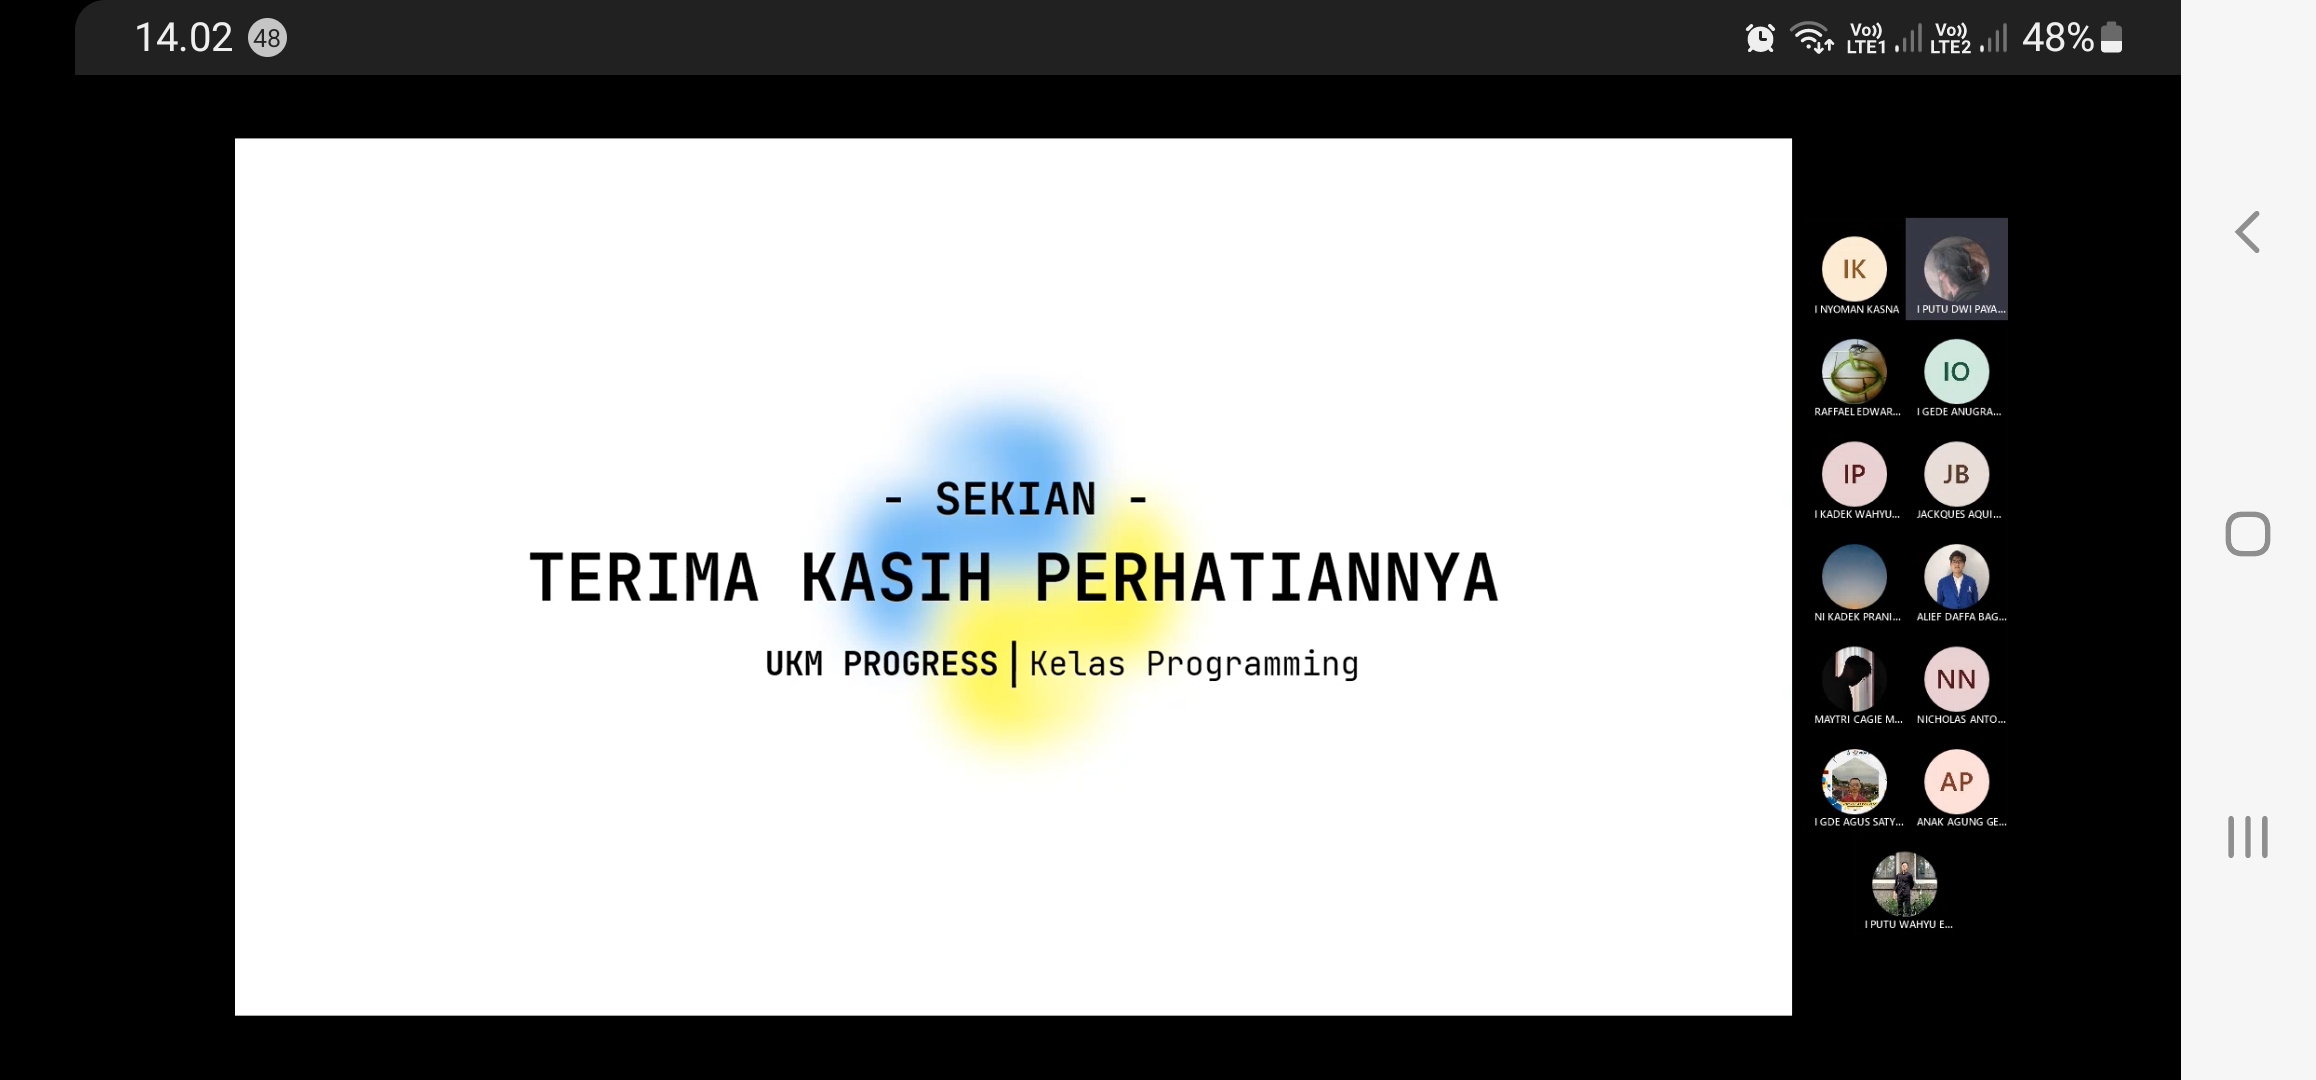 14.02 48
Vo)) LTE1 Vo)) LTE2 48%
- SEKIAN -
TERIMA KASIH PERHATIANNYA
UKM PROGRESS | Kelas Programming
IK
I NYOMAN KASNA
I PUTU DWI PAYA...
RAFFAEL EDWAR...
IO
I GEDE ANUGRA...
IP
I KADEK WAHYU...
JB
JACKQUES AQUI...
NI KADEK PRANI...
ALIEF DAFFA BAG...
MAYTRI CAGIE M...
NN
NICHOLAS ANTO...
I GDE AGUS SATY...
AP
ANAK AGUNG GE...
I PUTU WAHYU E...